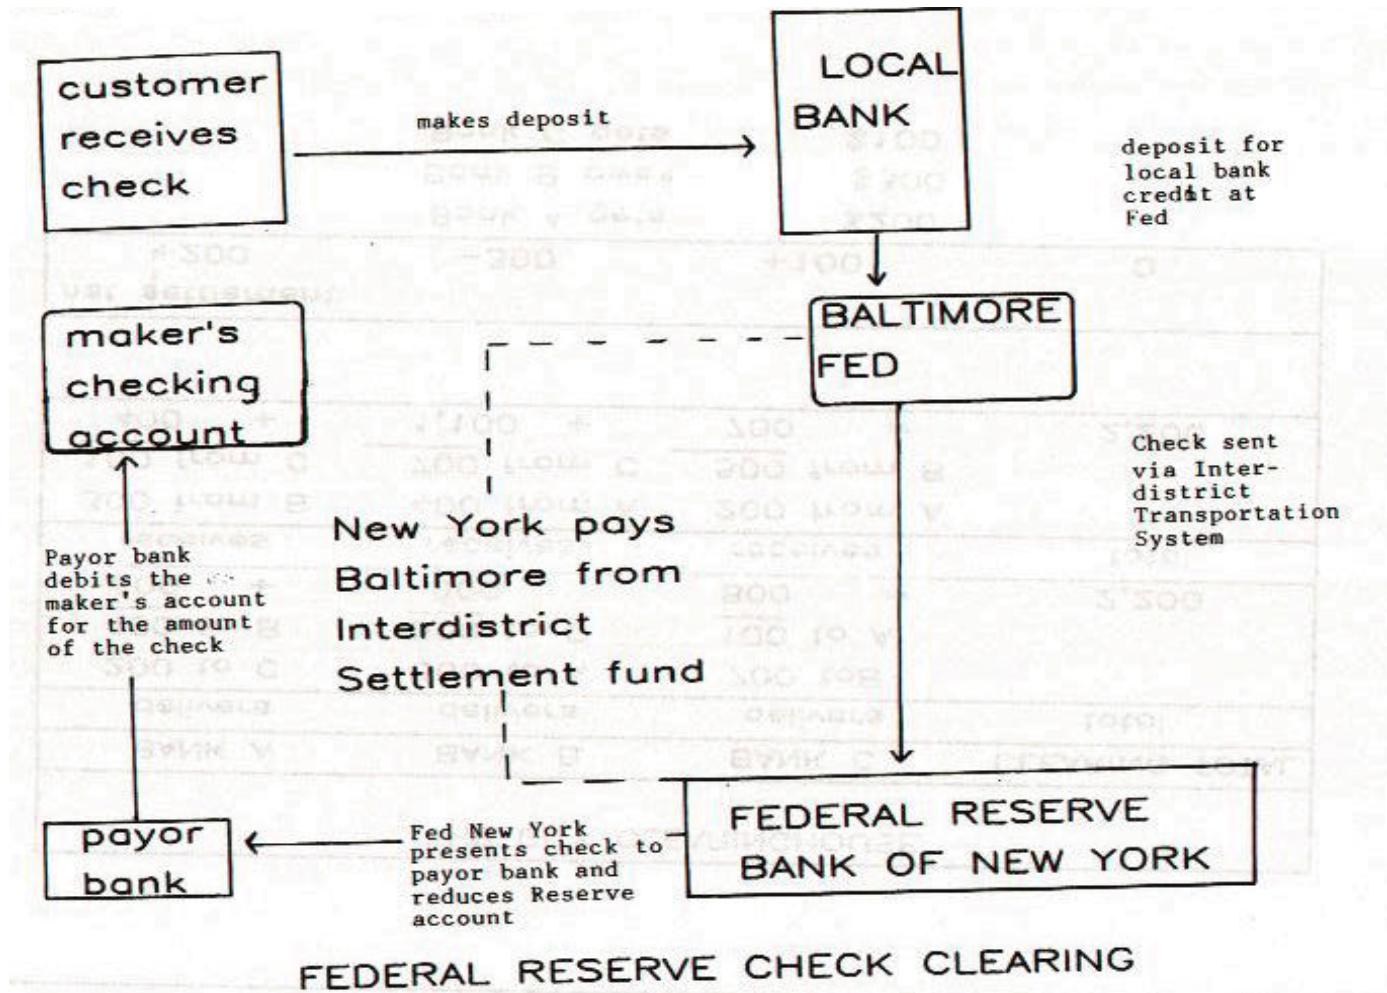 customer
receives
check
makes deposit
LOCAL
BANK
deposit for
local bank
credit at
Fed
maker's
checking
account
BALTIMORE
FED
Check sent
via Inter-
district
Transportation
System
New York pays
Baltimore from
Interdistrict
Settlement fund
Payor bank
debits the
maker's account
for the amount
of the check
payor
bank
Fed New York
presents check to
payor bank and
reduces Reserve
account
FEDERAL RESERVE
BANK OF NEW YORK
FEDERAL RESERVE CHECK CLEARING